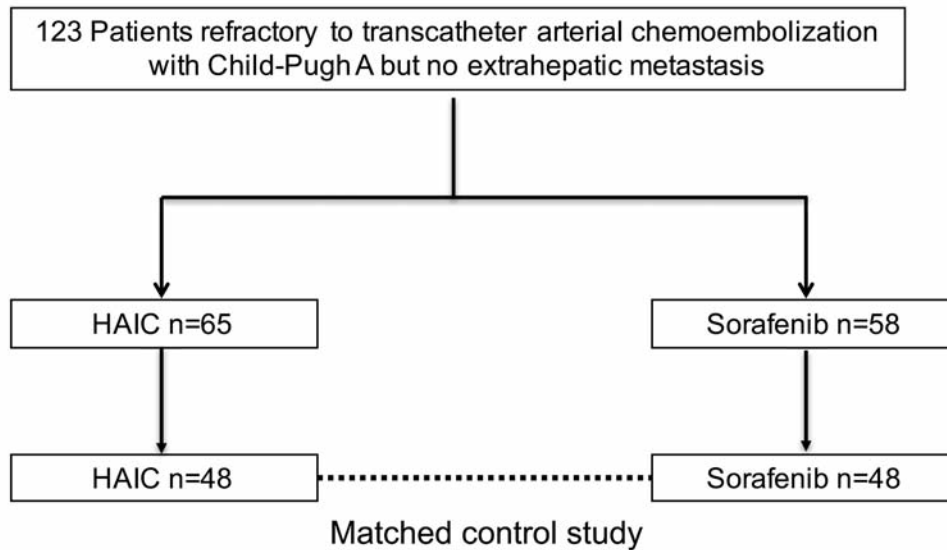 123 Patients refractory to transcatheter arterial chemoembolization
with Child-Pugh A but no extrahepatic metastasis
HAIC n=65
Sorafenib n=58
HAIC n=48
Sorafenib n=48
Matched control study